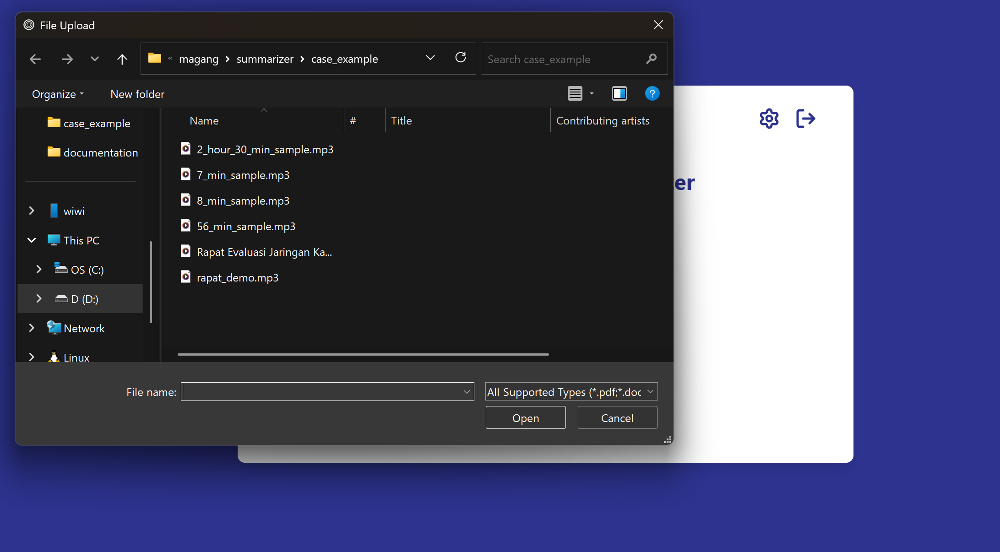 File Upload
« magang > summarizer > case_example
Search case_example
Organize
New folder
?
case_example
documentation
wiwi
This PC
OS (C:)
D (D:)
Network
Linux
Name
#
Title
Contributing artists
2_hour_30_min_sample.mp3
7_min_sample.mp3
8_min_sample.mp3
56_min_sample.mp3
Rapat Evaluasi Jaringan Ka...
rapat_demo.mp3
File name:
All Supported Types (*.pdf;*.doc
Open
Cancel
er